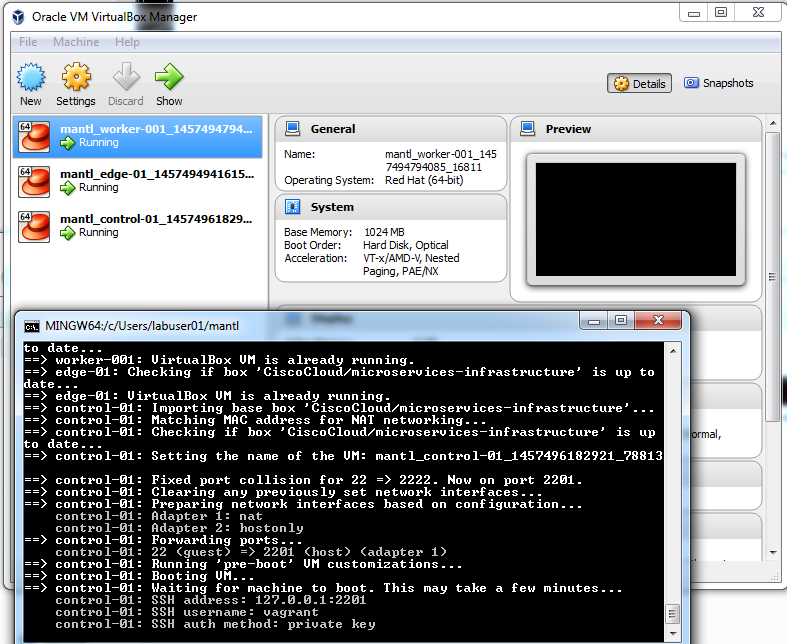 Oracle VM VirtualBox Manager
File Machine Help
New Settings Discard Show
Details Snapshots
64 mantl_worker-001_1457494794...
Running
64 mantl_edge-01_1457494941615...
Running
64 mantl_control-01_14574961829...
Running
General
Name: mantl_worker-001_145
7494794085_16811
Operating System: Red Hat (64-bit)
System
Base Memory: 1024 MB
Boot Order: Hard Disk, Optical
Acceleration: VT-x/AMD-V, Nested
Paging, PAE/NX
Preview
Display
ormal,
MINGW64:/c/Users/labuser01/mantl
to date...
==> worker-001: VirtualBox VM is already running.
==> edge-01: Checking if box 'CiscoCloud/microservices-infrastructure' is up to
date...
==> edge-01: VirtualBox VM is already running.
==> control-01: Importing base box 'CiscoCloud/microservices-infrastructure'...
==> control-01: Matching MAC address for NAT networking...
==> control-01: Checking if box 'CiscoCloud/microservices-infrastructure' is up
to date...
==> control-01: Setting the name of the VM: mantl_control-01_1457496182921_78813
==> control-01: Fixed port collision for 22 => 2222. Now on port 2201.
==> control-01: Clearing any previously set network interfaces...
==> control-01: Preparing network interfaces based on configuration...
control-01: Adapter 1: nat
control-01: Adapter 2: hostonly
==> control-01: Forwarding ports...
control-01: 22 (guest) => 2201 (host) (adapter 1)
==> control-01: Running 'pre-boot' VM customizations...
==> control-01: Booting VM...
==> control-01: Waiting for machine to boot. This may take a few minutes...
control-01: SSH address: 127.0.0.1:2201
control-01: SSH username: vagrant
control-01: SSH auth method: private key